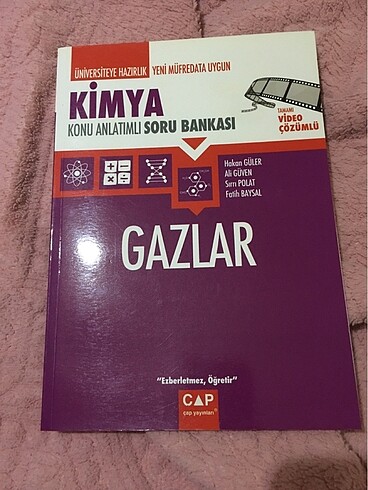 ÜNİVERSİTEYE HAZIRLIK YENİ MÜFREDATA UYGUN
KİMYA
KONU ANLATIMLI SORU BANKASI
TAMAMI
VİDEO
ÇÖZÜMLÜ
Hakan GÜLER
Ali GÜVEN
Sırrı POLAT
Fatih BAYSAL
GAZLAR
"Ezberletmez, Öğretir"
CAP
çap yayınları